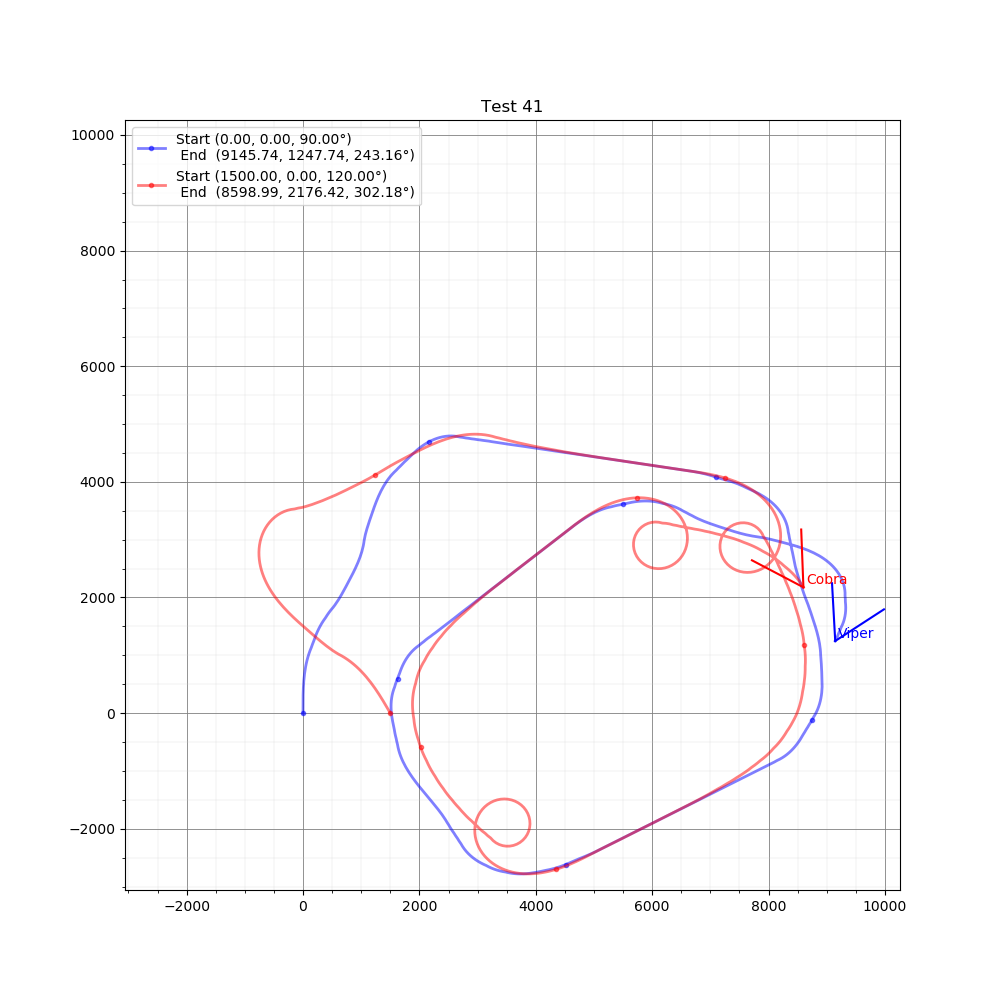 Test 41
Start (0.00, 0.00, 90.00°)
End (9145.74, 1247.74, 243.16°)
Start (1500.00, 0.00, 120.00°)
End (8598.99, 2176.42, 302.18°)
10000
8000
6000
4000
2000
0
−2000
Cobra
Viper
−2000
0
2000
4000
6000
8000
10000